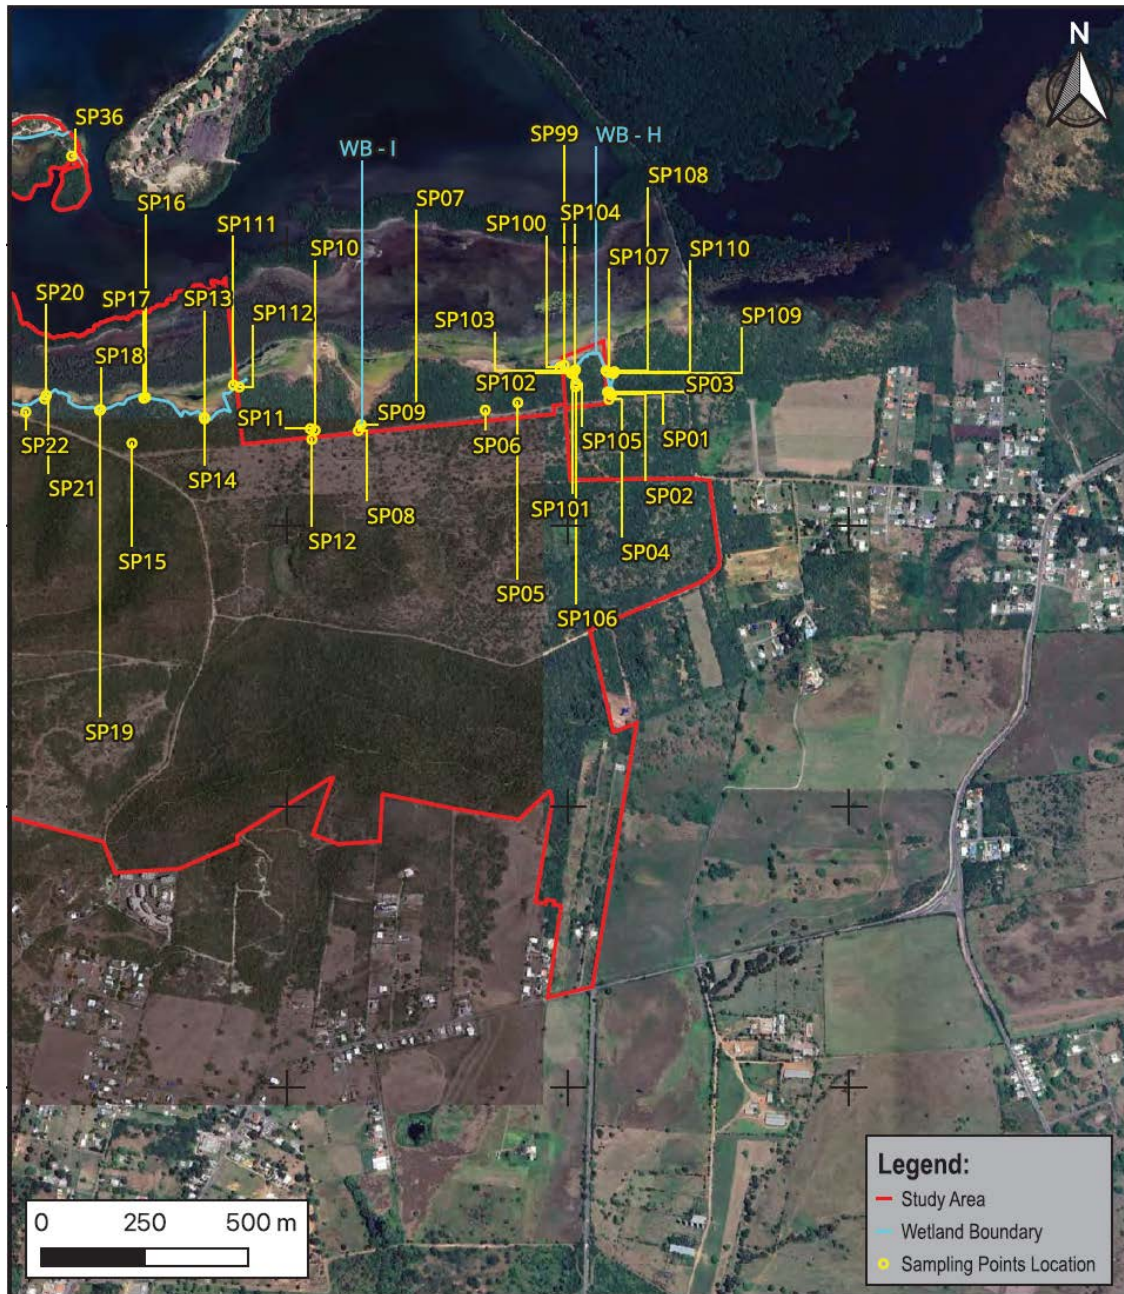 N
SP36
SP99
WB - H
WB - I
SP16
SP07
SP108
SP111
SP10
SP100
SP104
SP107
SP110
SP20
SP17
SP13
SP112
SP103
SP109
SP18
SP102
SP03
SP11
SP09
SP22
SP06
SP105
SP01
SP21
SP14
SP08
SP101
SP02
SP15
SP12
SP04
SP05
SP106
SP19
Legend:
Study Area
Wetland Boundary
Sampling Points Location
0 250 500 m